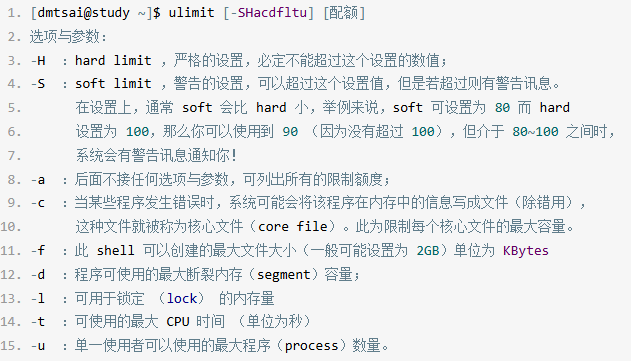 1. [dmtsai@study ~]$ ulimit [-SHacdfltu] [配额]
2. 选项与参数：
3. -H ：hard limit ，严格的设置，必定不能超过这个设置的数值；
4. -S ：soft limit ，警告的设置，可以超过这个设置值，但是若超过则有警告讯息。
5. 在设置上，通常 soft 会比 hard 小，举例来说，soft 可设置为 80 而 hard
6. 设置为 100，那么你可以使用到 90 （因为没有超过 100），但介于 80~100 之间时，
7. 系统会有警告讯息通知你！
8. -a ：后面不接任何选项与参数，可列出所有的限制额度；
9. -c ：当某些程序发生错误时，系统可能会将该程序在内存中的信息写成文件（除错用），
10. 这种文件就被称为核心文件（core file）。此为限制每个核心文件的最大容量。
11. -f ：此 shell 可以创建的最大文件大小（一般可能设置为 2GB）单位为 KBytes
12. -d ：程序可使用的最大断裂内存（segment）容量；
13. -l ：可用于锁定 （lock） 的内存量
14. -t ：可使用的最大 CPU 时间 （单位为秒）
15. -u ：单一使用者可以使用的最大程序（process）数量。